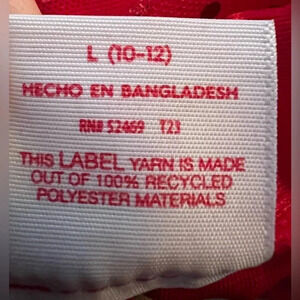 L (10-12)
HECHO EN BANGLADESH
RN# 52469 T23
THIS LABEL YARN IS MADE
OUT OF 100% RECYCLED
POLYESTER MATERIALS